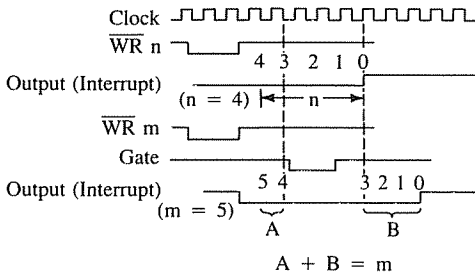 Clock
WR n
4 3 2 1 0
Output (Interrupt)
(n = 4) n
WR m
Gate
5 4 3 2 1 0
Output (Interrupt)
(m = 5)
A B
A + B = m